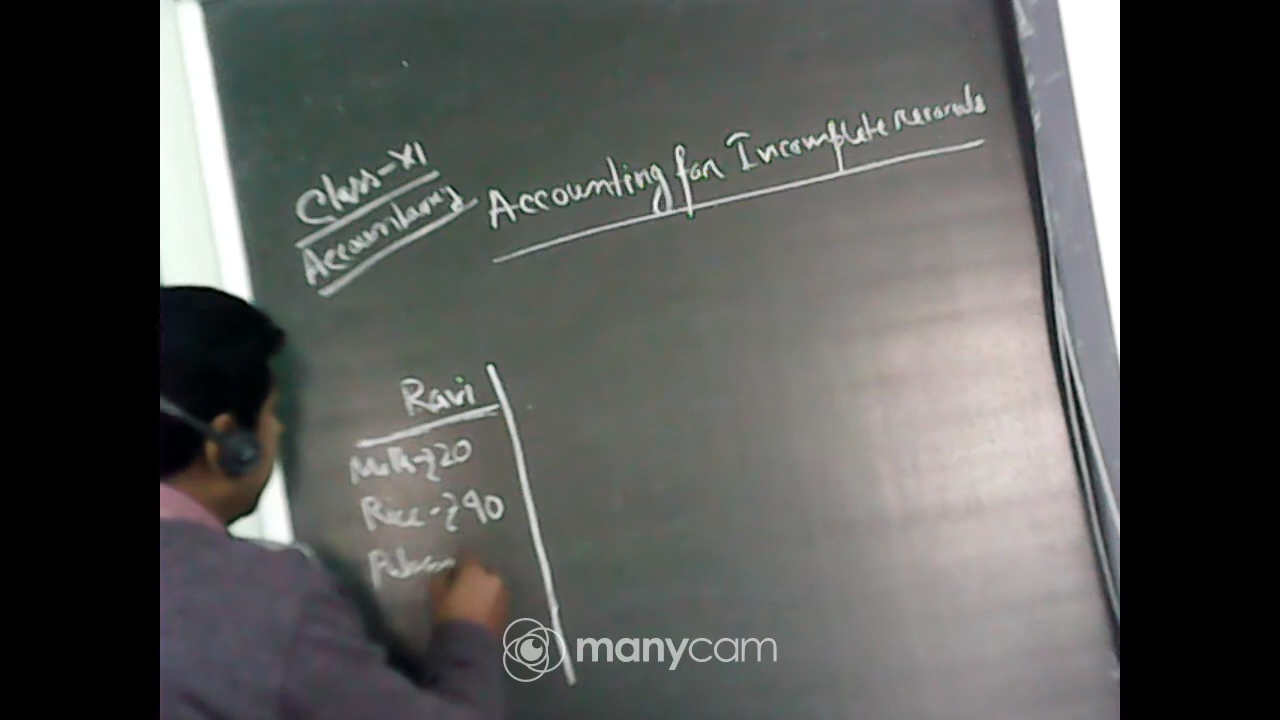 Class-XI
Accountancy
Accounting for Incomplete Records
Ravi
Milk-₹20
Rice-₹90
manycam